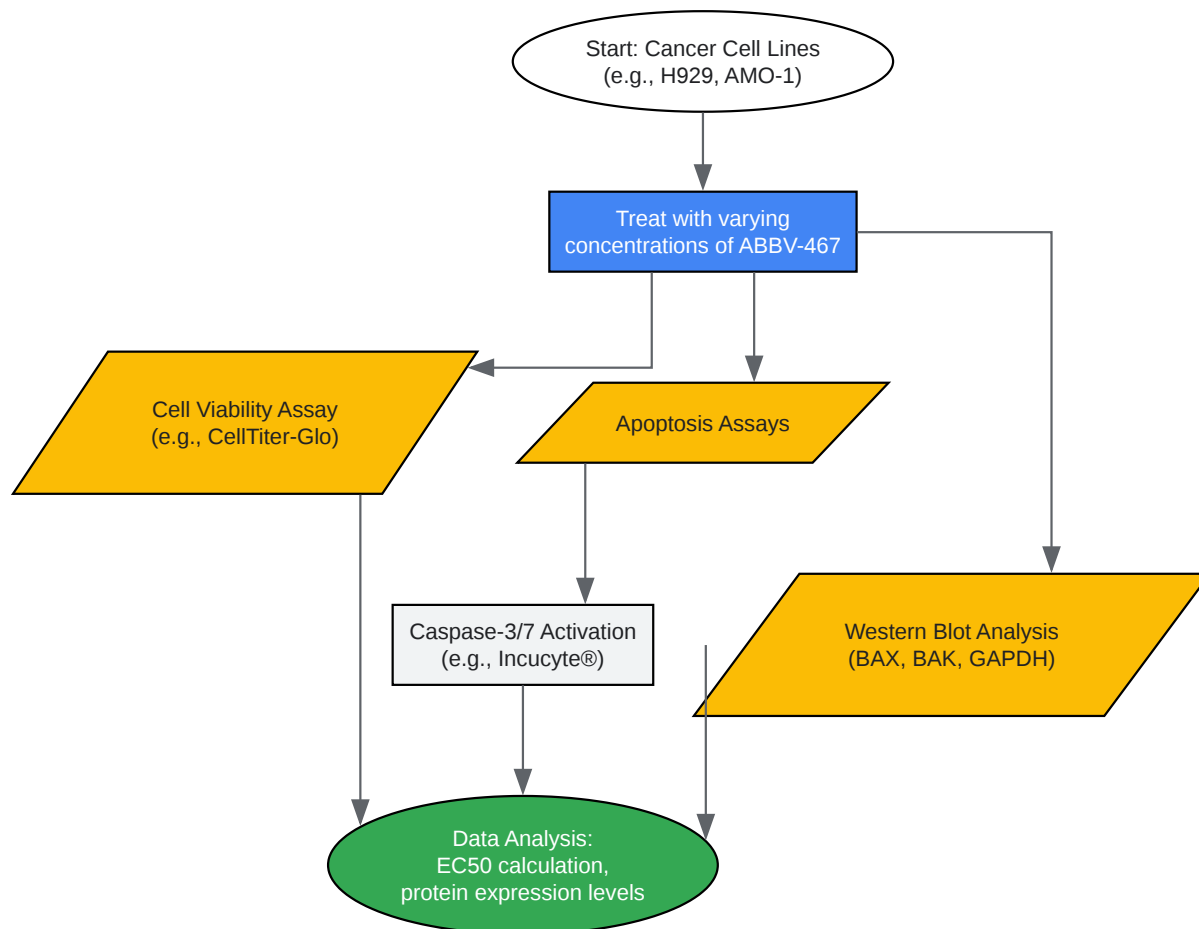 Start: Cancer Cell Lines
(e.g., H929, AMO-1)
Treat with varying
concentrations of ABBV-467
Cell Viability Assay
(e.g., CellTiter-Glo)
Apoptosis Assays
Caspase-3/7 Activation
(e.g., Incucyte®)
Western Blot Analysis
(BAX, BAK, GAPDH)
Data Analysis:
EC50 calculation,
protein expression levels